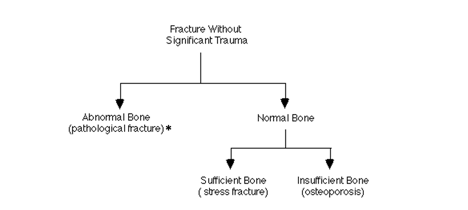 Fracture Without
Significant Trauma
Abnormal Bone
(pathological fracture) *
Normal Bone
Sufficient Bone
( stress fracture)
Insufficient Bone
(osteoporosis)